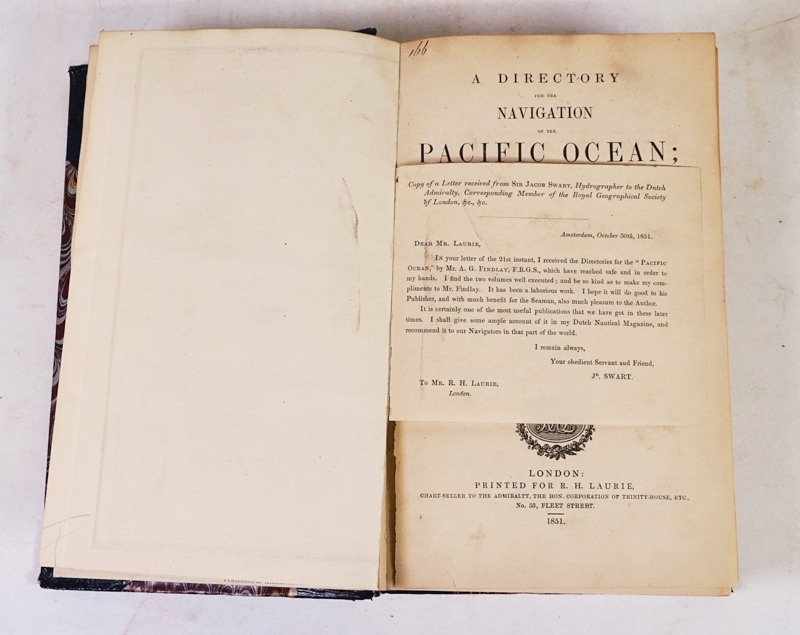 166
A DIRECTORY
FOR THE
NAVIGATION
OF THE
PACIFIC OCEAN;
Copy of a Letter received from SIR JACOB SWART, Hydrographer to the Dutch
Admiralty, Corresponding Member of the Royal Geographical Society
of London, &c., &c.
Amsterdam, October 30th, 1851.
DEAR MR. LAURIE,
IN your letter of the 21st instant, I received the Directories for the "PACIFIC
OCEAN," by Mr. A. G. FINDLAY, F.R.G.S., which have reached safe and in order to
my hands. I find the two volumes well executed; and be so kind as to make my com-
pliments to Mr. Findlay. It has been a laborious work. I hope it will do good to his
Publisher, and with much benefit for the Seaman, also much pleasure to the Author.
It is certainly one of the most useful publications that we have got in these later
times. I shall give some ample account of it in my Dutch Nautical Magazine, and
recommend it to our Navigators in that part of the world.
I remain always,
Your obedient Servant and Friend,
JD. SWART.
To MR. R. H. LAURIE,
London.
LONDON:
PRINTED FOR R. H. LAURIE,
CHART-SELLER TO THE ADMIRALTY, THE HON. CORPORATION OF TRINITY-HOUSE, ETC.,
No. 53, FLEET STREET.
1851.